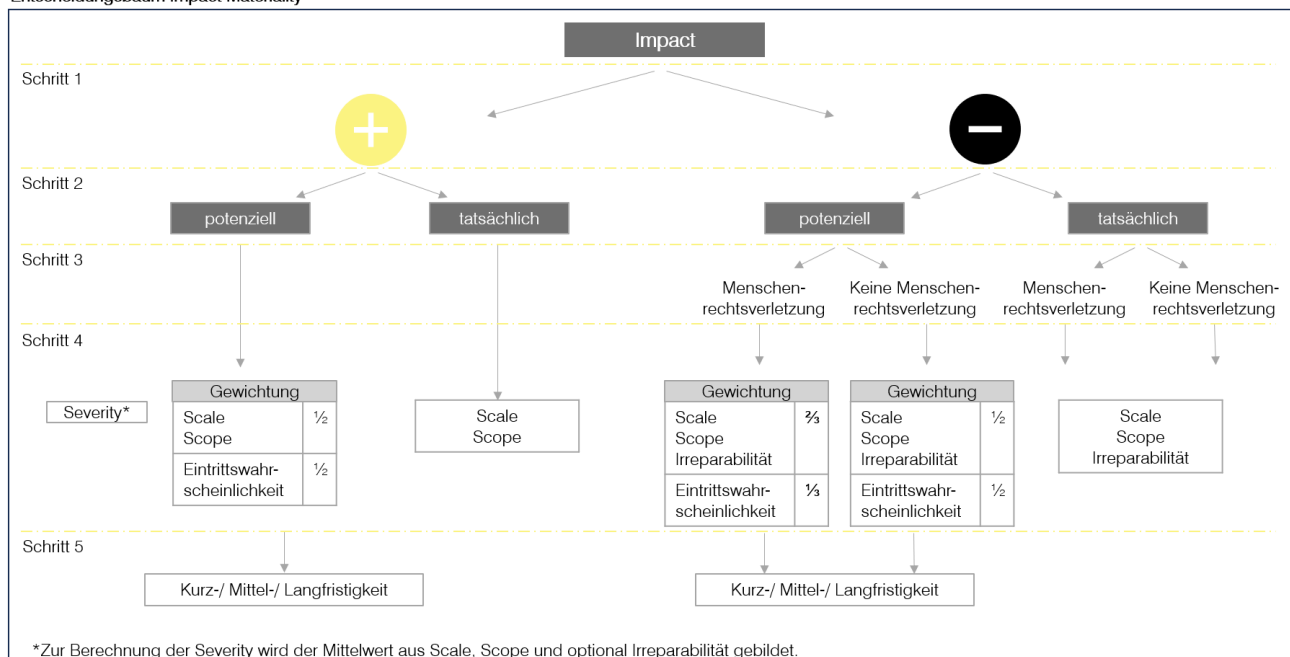 Entscheidungsbaum Impact Materiality
Impact
Schritt 1
+
−
Schritt 2
potenziell
tatsächlich
potenziell
tatsächlich
Schritt 3
Menschen-
rechtsverletzung
Keine Menschen-
rechtsverletzung
Menschen-
rechtsverletzung
Keine Menschen-
rechtsverletzung
Schritt 4
Severity*
Gewichtung
Scale
Scope
½
Eintrittswahr-
scheinlichkeit
½
Scale
Scope
Gewichtung
Scale
Scope
Irreparabilität
⅔
Eintrittswahr-
scheinlichkeit
⅓
Gewichtung
Scale
Scope
Irreparabilität
½
Eintrittswahr-
scheinlichkeit
½
Scale
Scope
Irreparabilität
Schritt 5
Kurz-/ Mittel-/ Langfristigkeit
Kurz-/ Mittel-/ Langfristigkeit
*Zur Berechnung der Severity wird der Mittelwert aus Scale, Scope und optional Irreparabilität gebildet.